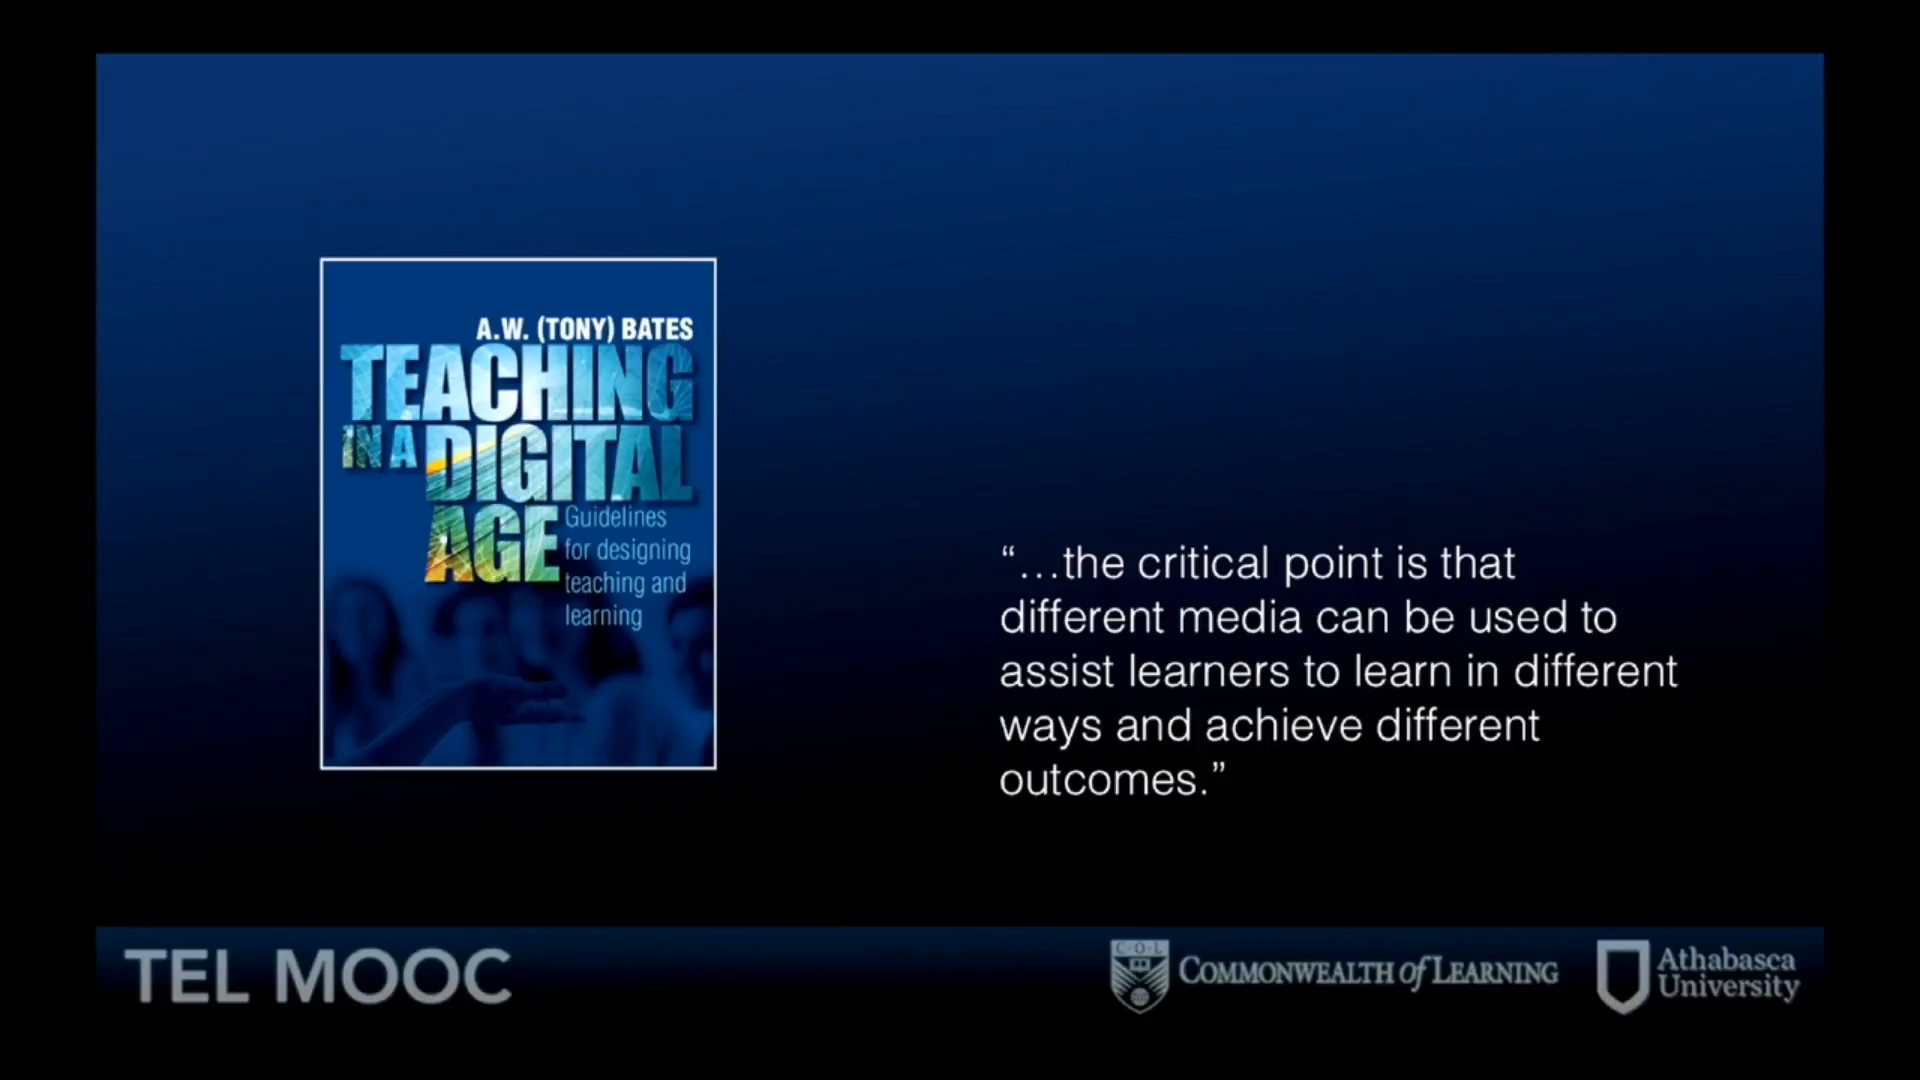 A.W. (TONY) BATES
TEACHING
IN A DIGITAL
AGE
Guidelines
for designing
teaching and
learning
“...the critical point is that
different media can be used to
assist learners to learn in different
ways and achieve different
outcomes.”
TEL MOOC
C·O·L
COMMONWEALTH of LEARNING
Athabasca
University